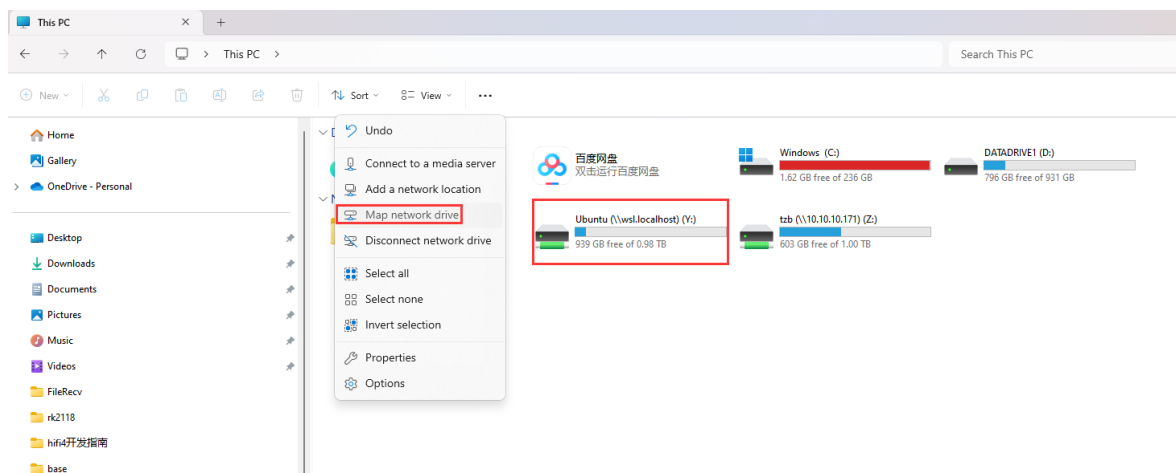 This PC
This PC
Search This PC
New
Sort
View
Home
Gallery
OneDrive - Personal
Desktop
Downloads
Documents
Pictures
Music
Videos
FileRecv
rk2118
hifi4开发指南
base
Undo
Connect to a media server
Add a network location
Map network drive
Disconnect network drive
Select all
Select none
Invert selection
Properties
Options
百度网盘
双击运行百度网盘
Windows (C:)
1.62 GB free of 236 GB
DATADRIVE1 (D:)
796 GB free of 931 GB
Ubuntu (\\wsl.localhost) (Y:)
939 GB free of 0.98 TB
tzb (\\10.10.10.171) (Z:)
603 GB free of 1.00 TB